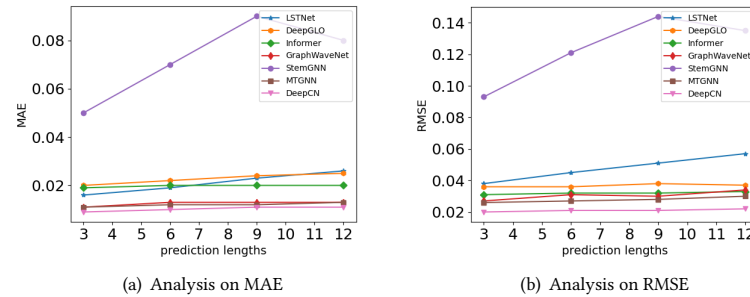 LSTNet
DeepGLO
Informer
GraphWaveNet
StemGNN
MTGNN
DeepCN
0.08
0.06
0.04
0.02
MAE
3 4 5 6 7 8 9 10 11 12
prediction lengths
(a) Analysis on MAE
LSTNet
DeepGLO
Informer
GraphWaveNet
StemGNN
MTGNN
DeepCN
0.14
0.12
0.10
0.08
0.06
0.04
0.02
RMSE
3 4 5 6 7 8 9 10 11 12
prediction lengths
(b) Analysis on RMSE